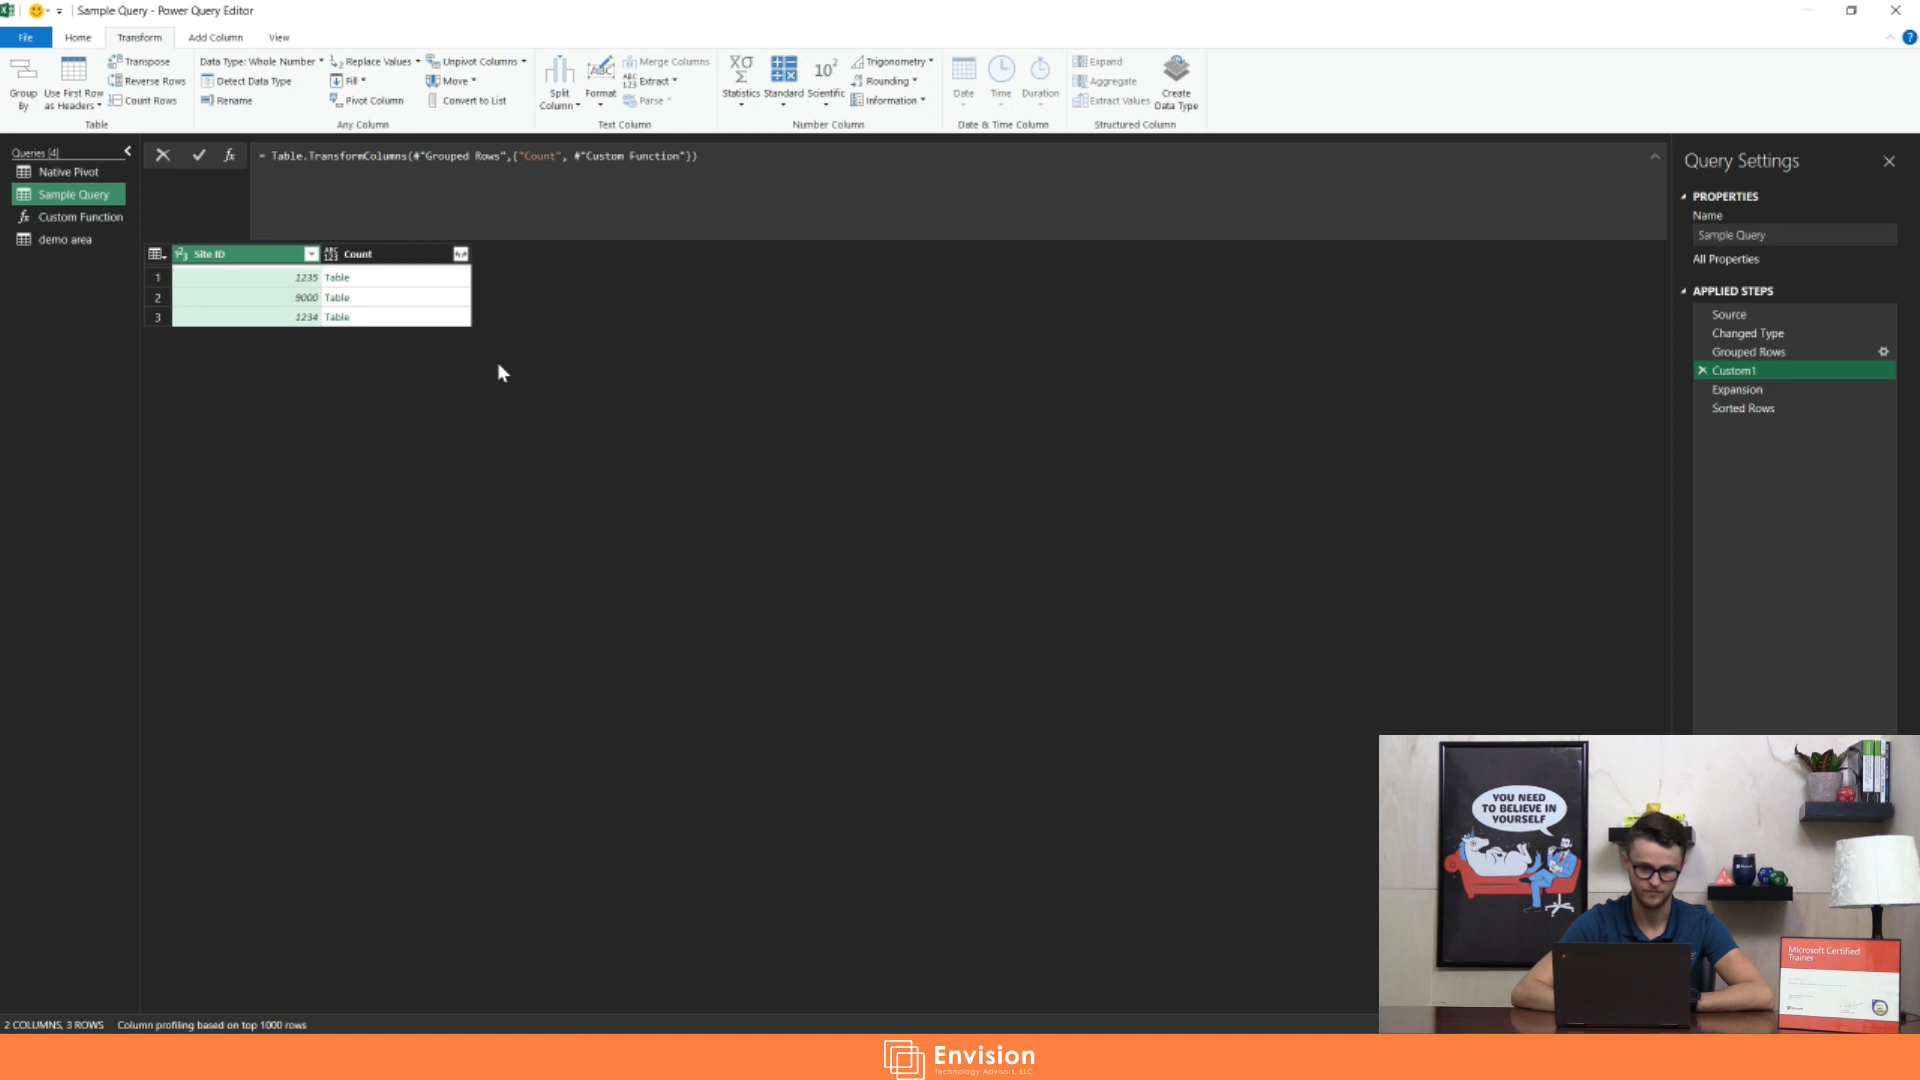 Sample Query - Power Query Editor
File Home Transform Add Column View
Group By
Use First Row as Headers
Transpose
Reverse Rows
Count Rows
Table
Data Type: Whole Number
Detect Data Type
Rename
Replace Values
Fill
Pivot Column
Unpivot Columns
Move
Convert to List
Any Column
Split Column
Format
ABC
Merge Columns
Extract
Parse
Text Column
Statistics
Standard
Scientific
Trigonometry
Rounding
Information
Number Column
Date
Time
Duration
Date & Time Column
Expand
Aggregate
Extract Values
Create Data Type
Structured Column
Queries [4]
Native Pivot
Sample Query
fx Custom Function
demo area
fx
= Table.TransformColumns(#"Grouped Rows",{"Count", #"Custom Function"})
Site ID Count
1 1235 Table
2 9000 Table
3 1234 Table
Query Settings
PROPERTIES
Name
Sample Query
All Properties
APPLIED STEPS
Source
Changed Type
Grouped Rows
Custom1
Expansion
Sorted Rows
YOU NEED
TO BELIEVE IN
YOURSELF
Microsoft Certified
Trainer
2 COLUMNS, 3 ROWS Column profiling based on top 1000 rows
Envision
Technology Advisors, LLC